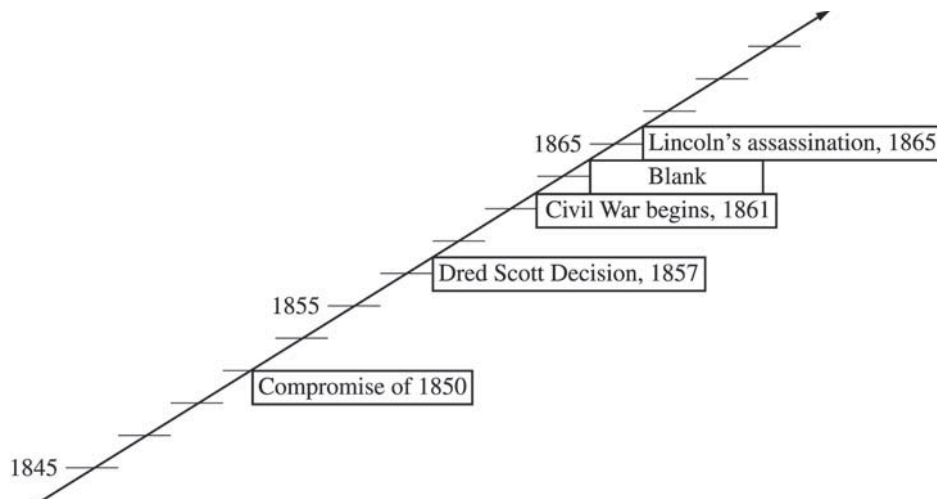 1865
Lincoln's assassination, 1865
Blank
Civil War begins, 1861
Dred Scott Decision, 1857
1855
Compromise of 1850
1845